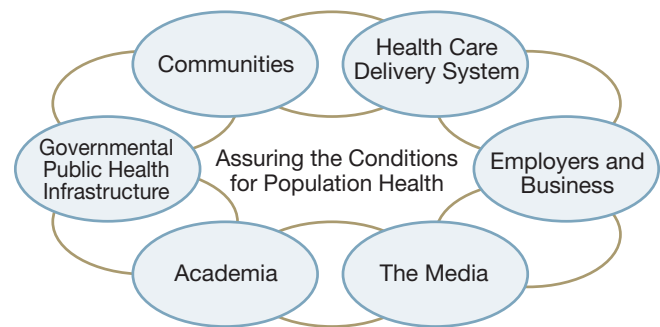 Communities
Health Care
Delivery System
Governmental
Public Health
Infrastructure
Assuring the Conditions
for Population Health
Employers and
Business
Academia
The Media